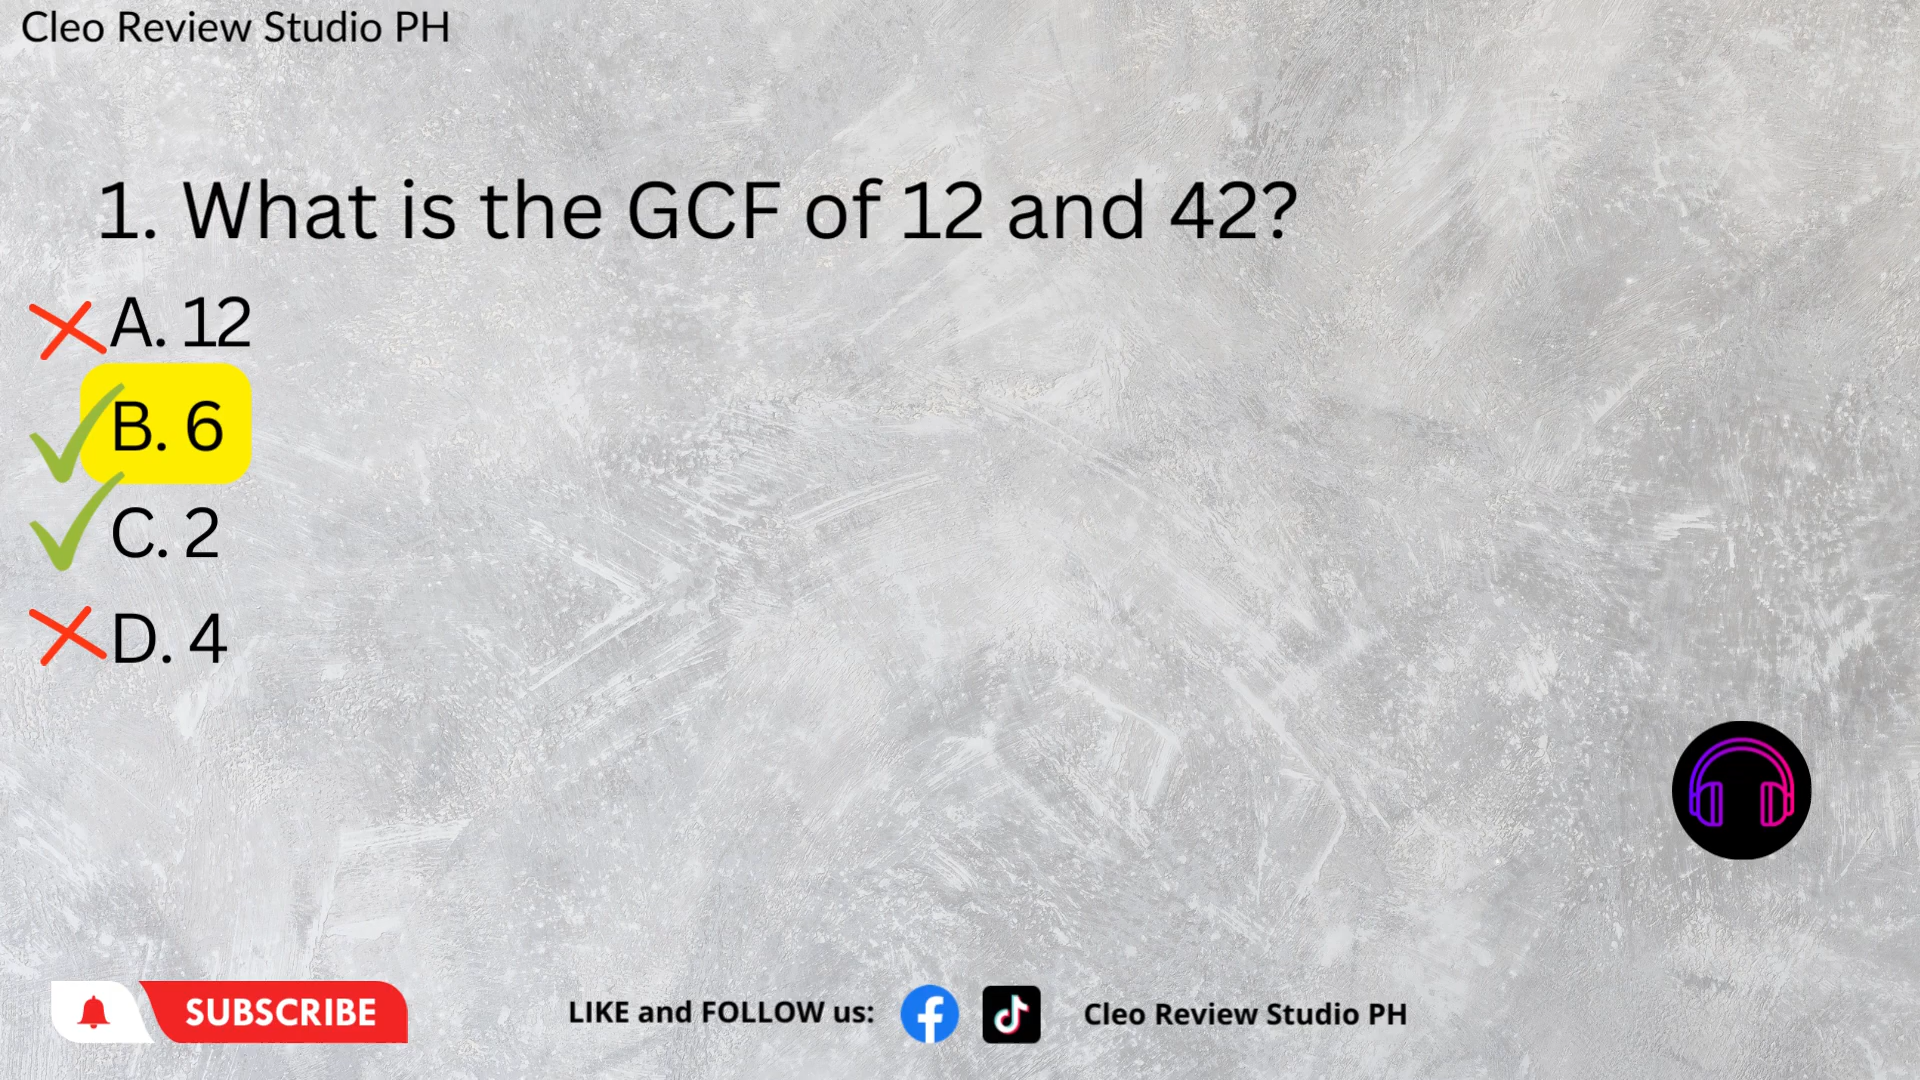 Cleo Review Studio PH
1. What is the GCF of 12 and 42?
A. 12
B. 6
C. 2
D. 4
SUBSCRIBE
LIKE and FOLLOW us:
Cleo Review Studio PH